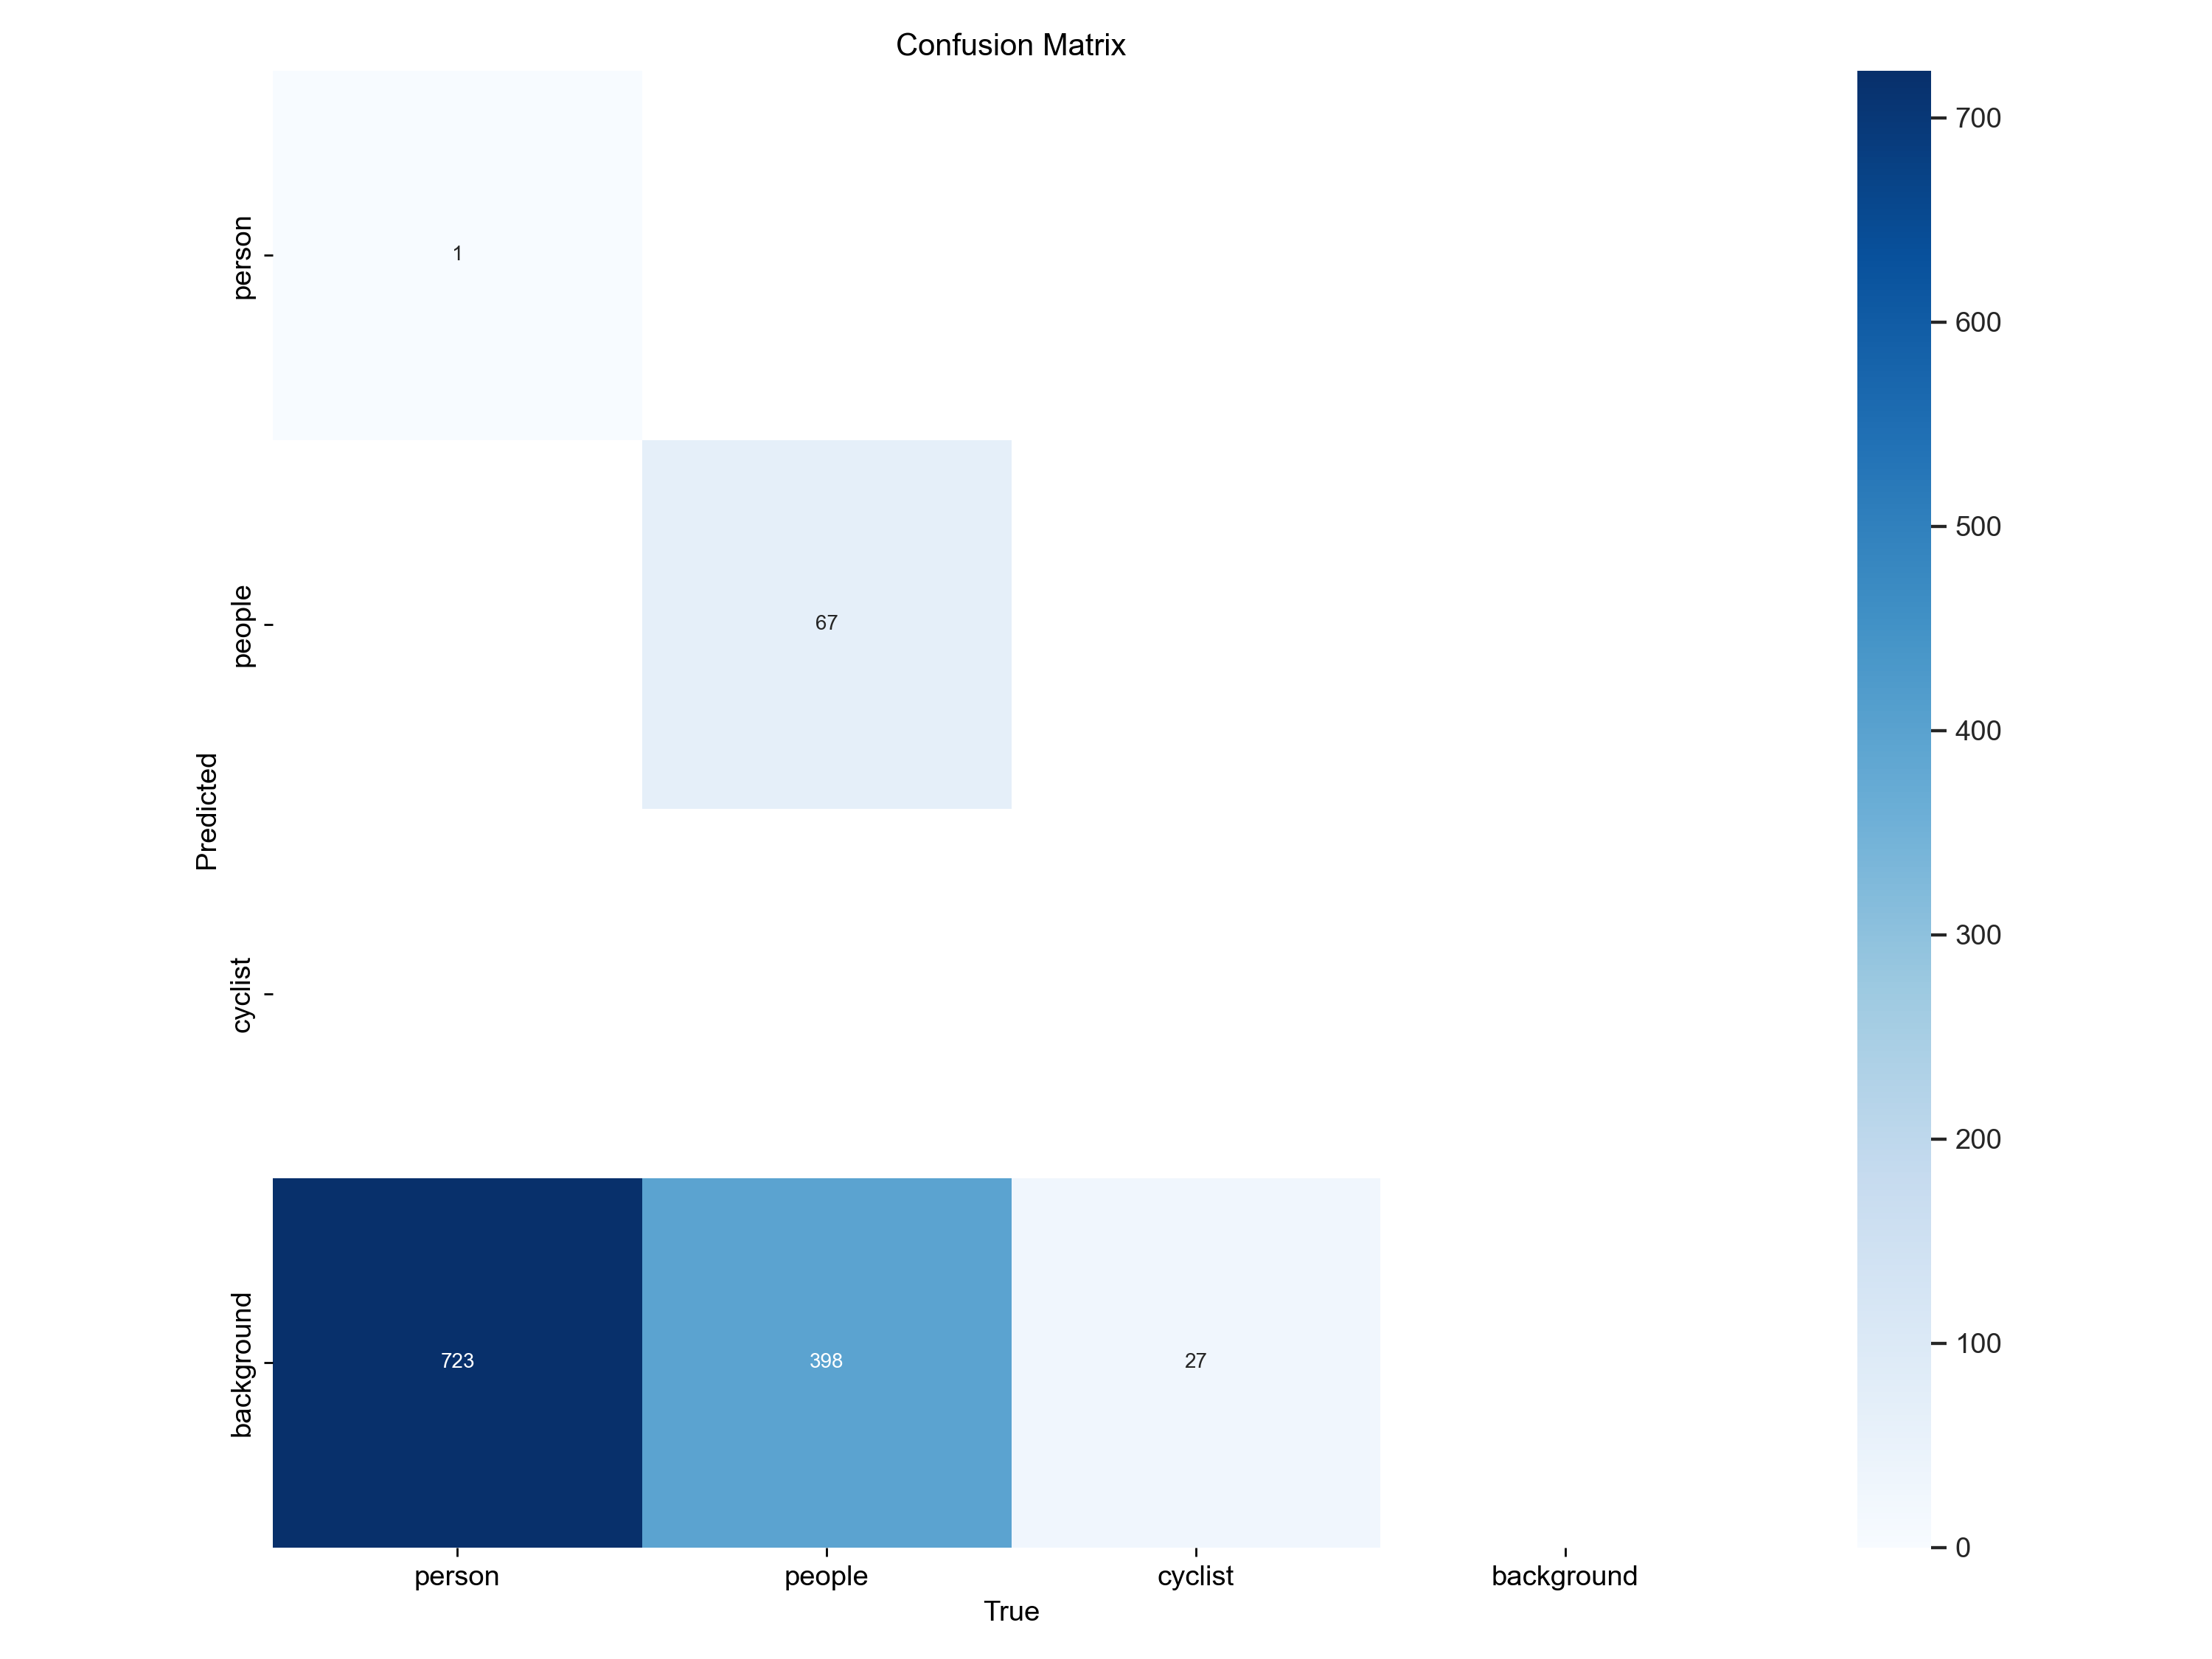 Confusion Matrix
person
1
people
67
Predicted
cyclist
background
723
398
27
person
people
cyclist
background
True
700
600
500
400
300
200
100
0